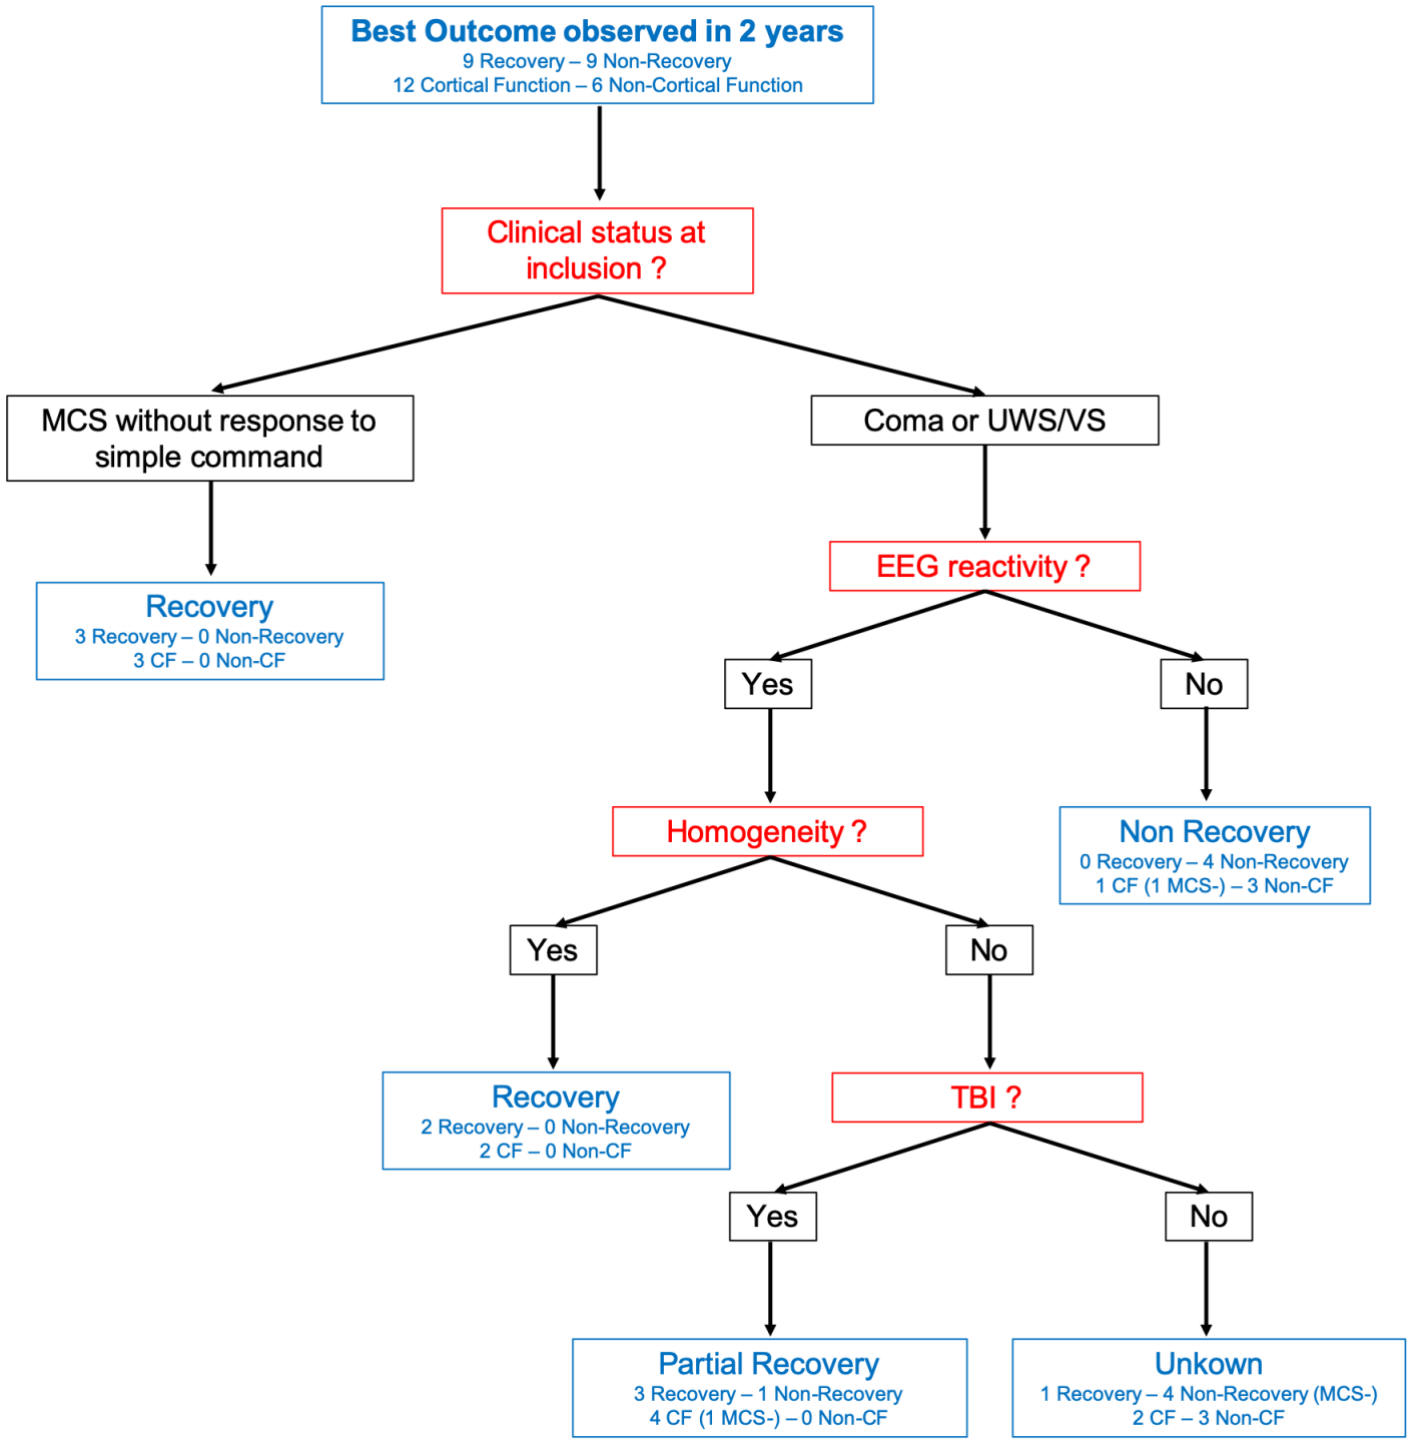 Best Outcome observed in 2 years
9 Recovery – 9 Non-Recovery
12 Cortical Function – 6 Non-Cortical Function
Clinical status at
inclusion ?
MCS without response to
simple command
Coma or UWS/VS
Recovery
3 Recovery – 0 Non-Recovery
3 CF – 0 Non-CF
EEG reactivity ?
Yes
No
Homogeneity ?
Non Recovery
0 Recovery – 4 Non-Recovery
1 CF (1 MCS-) – 3 Non-CF
Yes
No
Recovery
2 Recovery – 0 Non-Recovery
2 CF – 0 Non-CF
TBI ?
Yes
No
Partial Recovery
3 Recovery – 1 Non-Recovery
4 CF (1 MCS-) – 0 Non-CF
Unkown
1 Recovery – 4 Non-Recovery (MCS-)
2 CF – 3 Non-CF